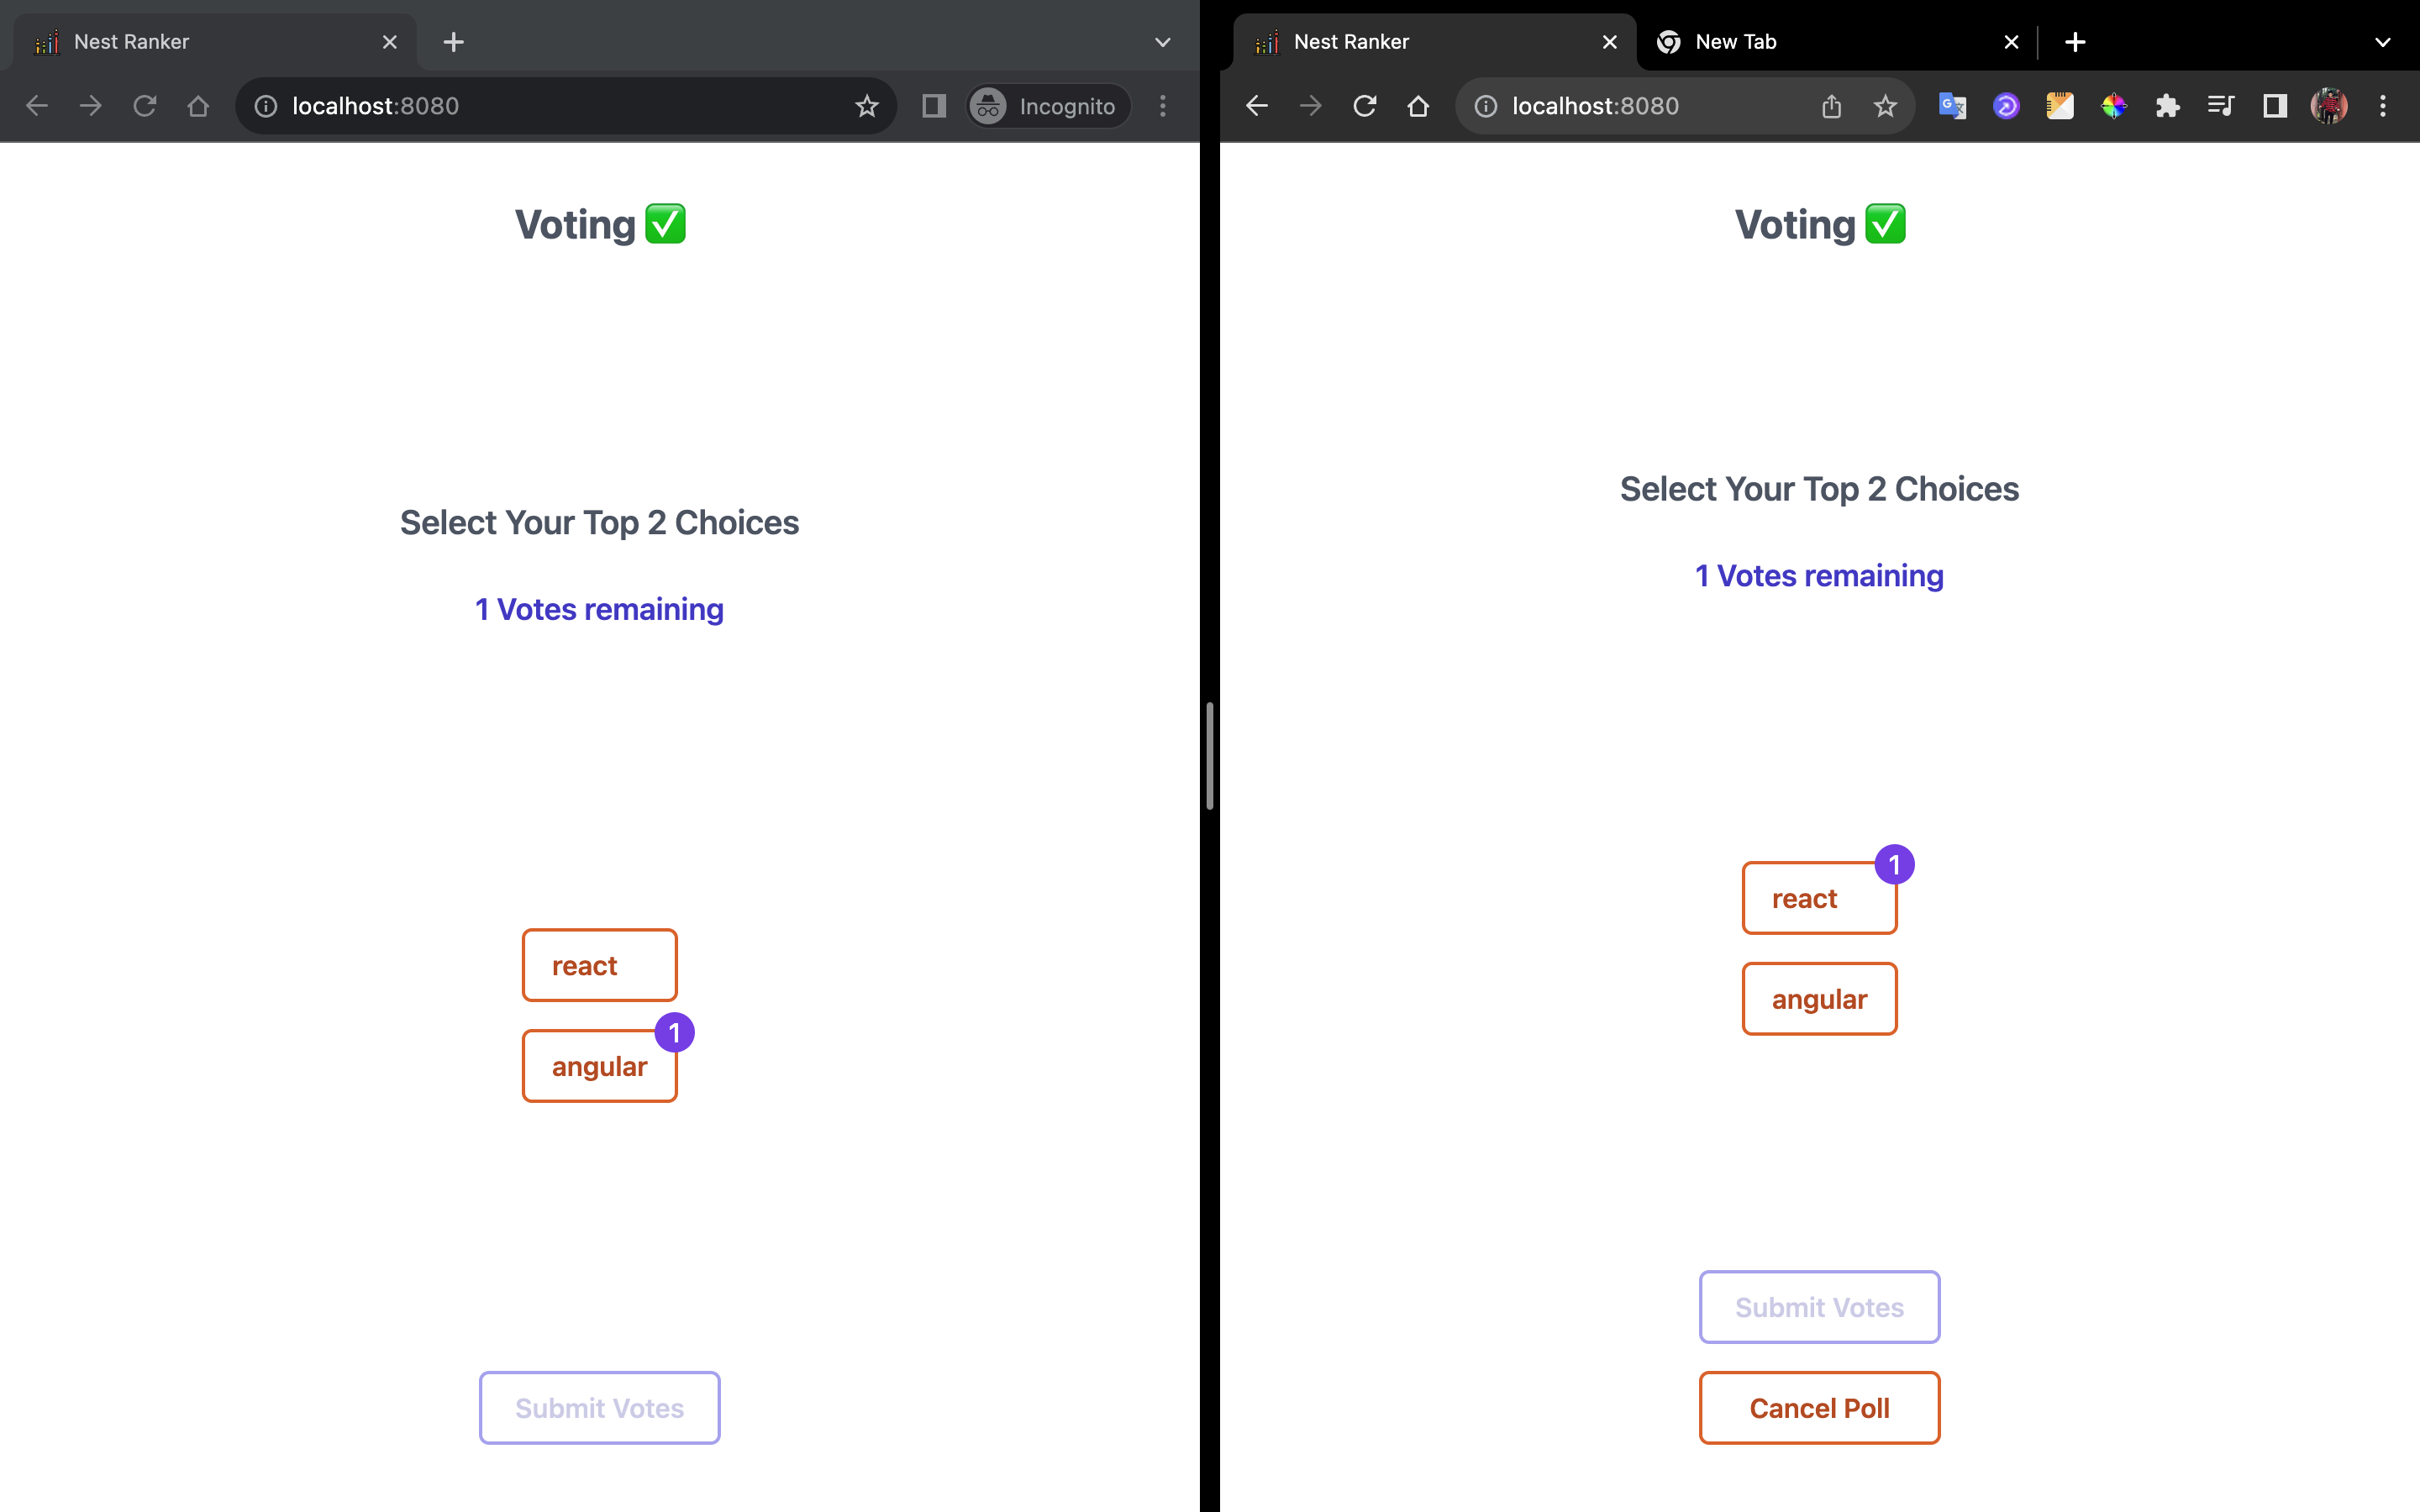 Nest Ranker
localhost:8080
Incognito
Voting
Select Your Top 2 Choices
1 Votes remaining
react
1
angular
Submit Votes
Nest Ranker
New Tab
localhost:8080
Voting
Select Your Top 2 Choices
1 Votes remaining
1
react
angular
Submit Votes
Cancel Poll